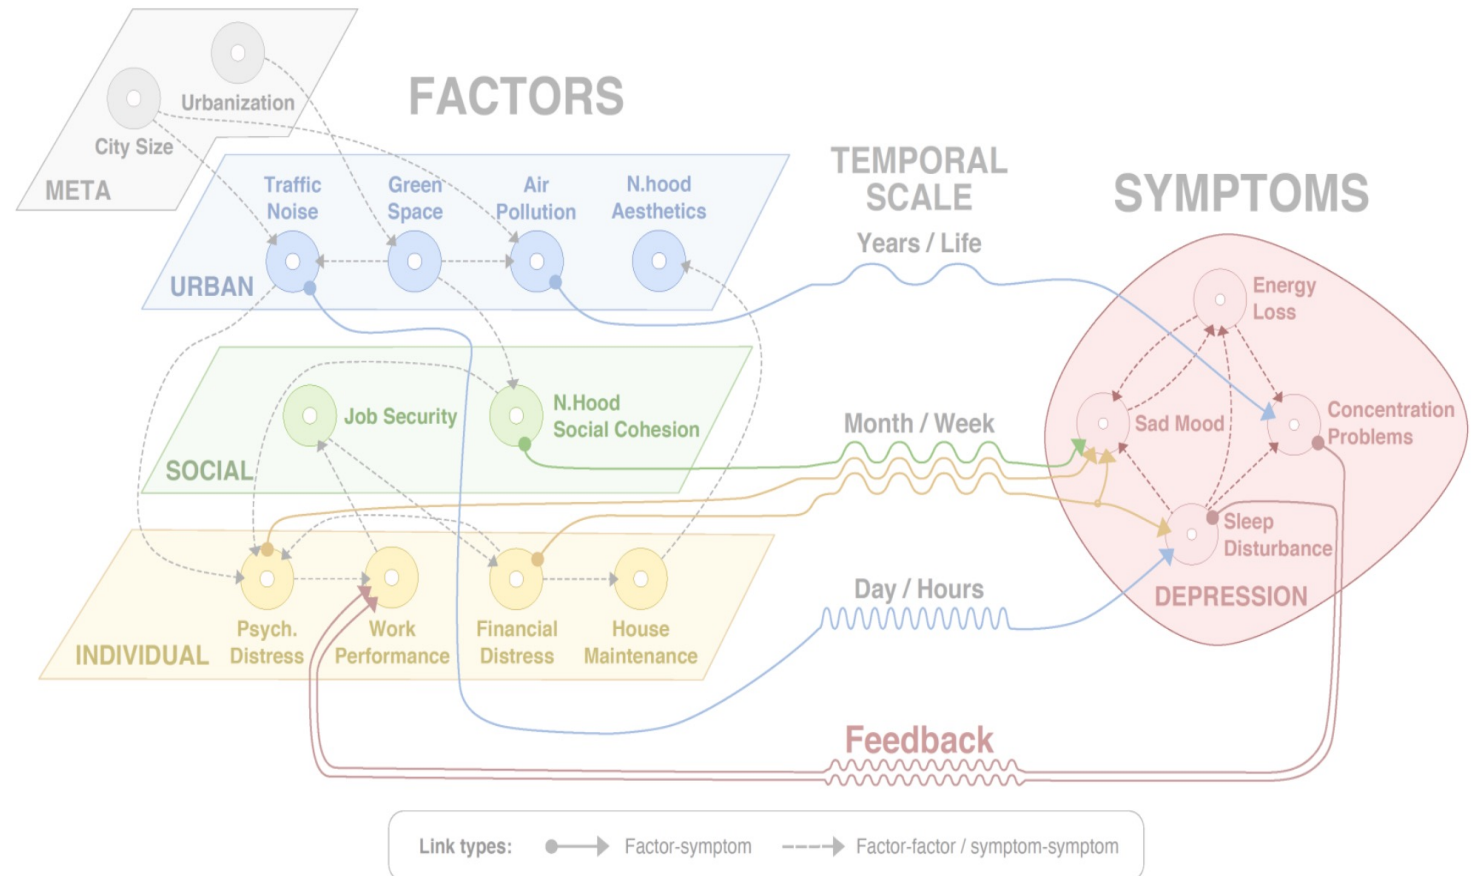 FACTORS
Urbanization
City Size
META
TEMPORAL
SCALE
SYMPTOMS
Traffic
Noise
Green
Space
Air
Pollution
N.hood
Aesthetics
URBAN
Years / Life
Energy
Loss
Job Security
N.Hood
Social Cohesion
SOCIAL
Month / Week
Sad Mood
Concentration
Problems
Sleep
Disturbance
DEPRESSION
Psych.
Distress
Work
Performance
Financial
Distress
House
Maintenance
INDIVIDUAL
Day / Hours
Feedback
Link types:
Factor-symptom
Factor-factor / symptom-symptom